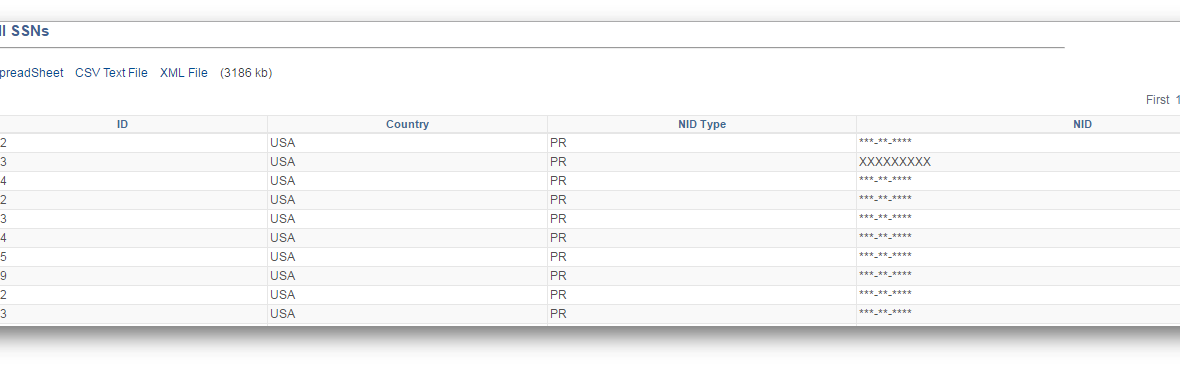 ll SSNs
preadSheet CSV Text File XML File (3186 kb)
First 1
ID Country NID Type NID
2 USA PR ***-**-****
3 USA PR XXXXXXXXX
4 USA PR ***-**-****
2 USA PR ***-**-****
3 USA PR ***-**-****
4 USA PR ***-**-****
5 USA PR ***-**-****
9 USA PR ***-**-****
2 USA PR ***-**-****
3 USA PR ***-**-****